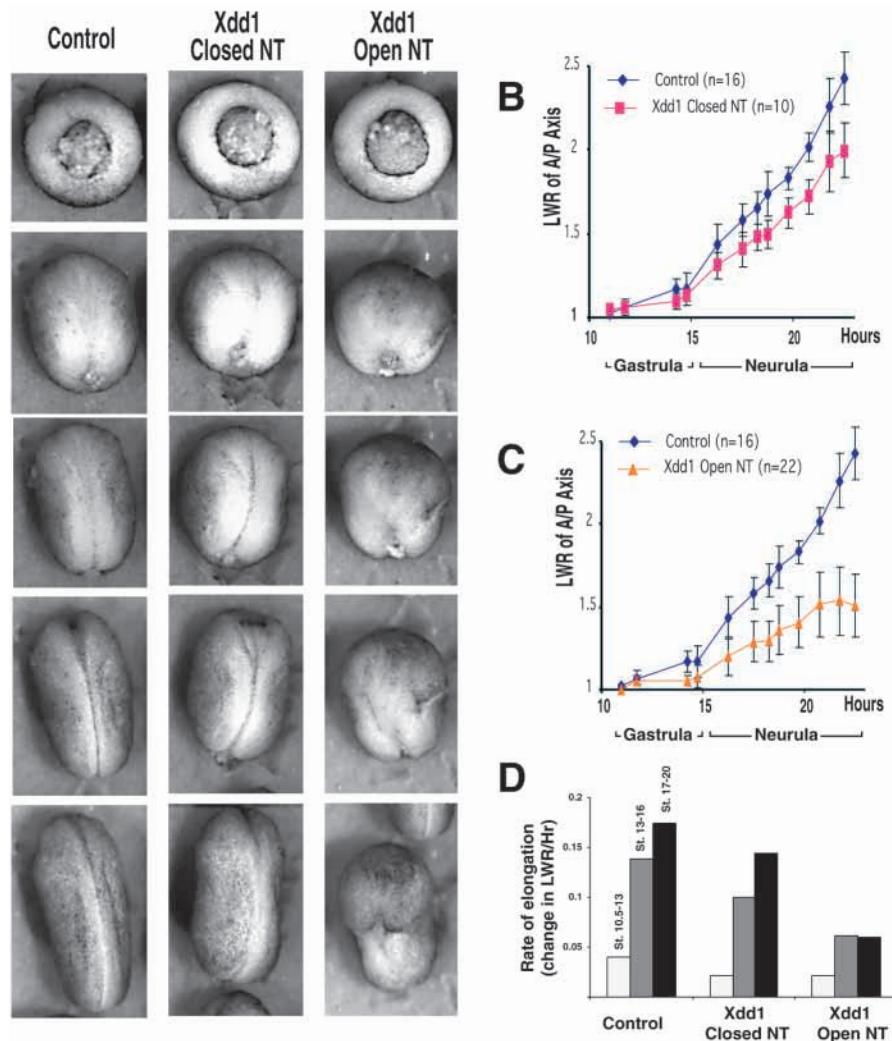 Control
Xdd1
Closed NT
Xdd1
Open NT
B
2.5
2
1.5
1
LWR of A/P Axis
Control (n=16)
Xdd1 Closed NT (n=10)
10
15
20
Hours
Gastrula
Neurula
C
2.5
2
1.5
1
LWR of A/P Axis
Control (n=16)
Xdd1 Open NT (n=22)
10
15
20
Hours
Gastrula
Neurula
D
Rate of elongation
(change in LWR/Hr)
0.2
0.15
0.1
0.05
St. 10.5-13
St. 13-16
St. 17-20
Control
Xdd1
Closed NT
Xdd1
Open NT